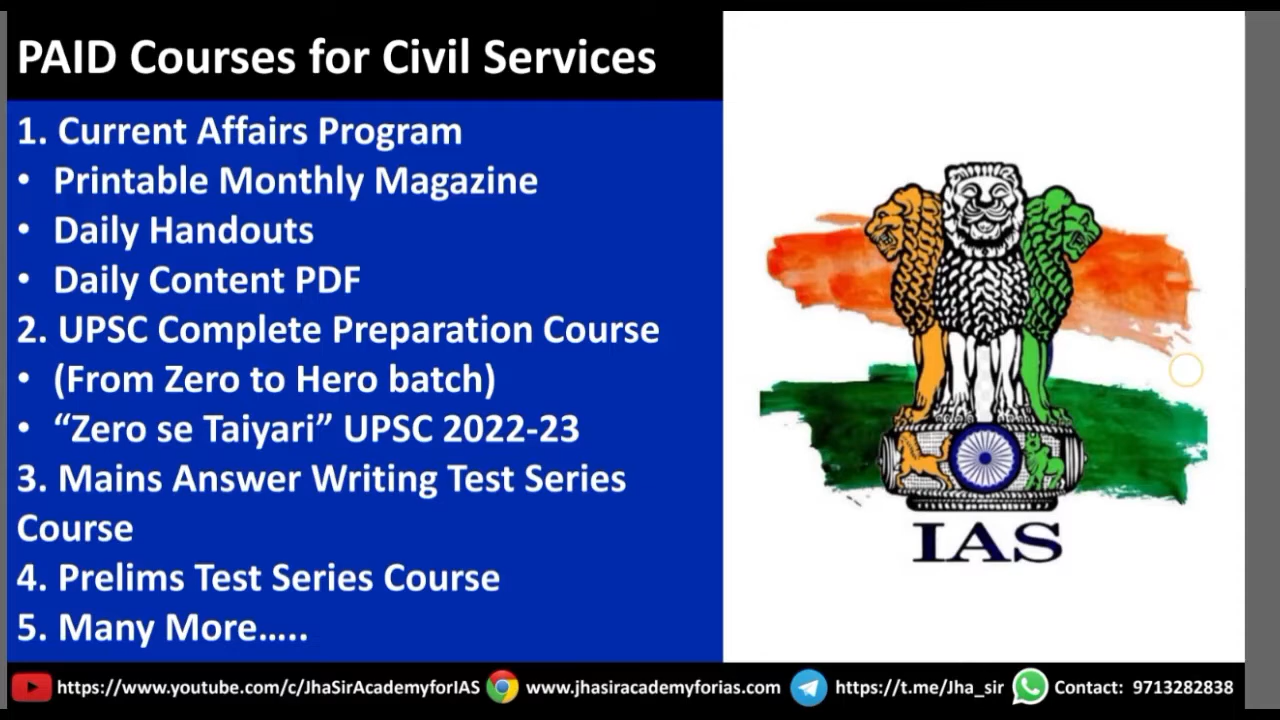 PAID Courses for Civil Services
1. Current Affairs Program
• Printable Monthly Magazine
• Daily Handouts
• Daily Content PDF
2. UPSC Complete Preparation Course
• (From Zero to Hero batch)
• “Zero se Taiyari” UPSC 2022-23
3. Mains Answer Writing Test Series
Course
4. Prelims Test Series Course
5. Many More…..
IAS
https://www.youtube.com/c/JhaSirAcademyforIAS www.jhasiracademyforias.com https://t.me/Jha_sir Contact: 9713282838